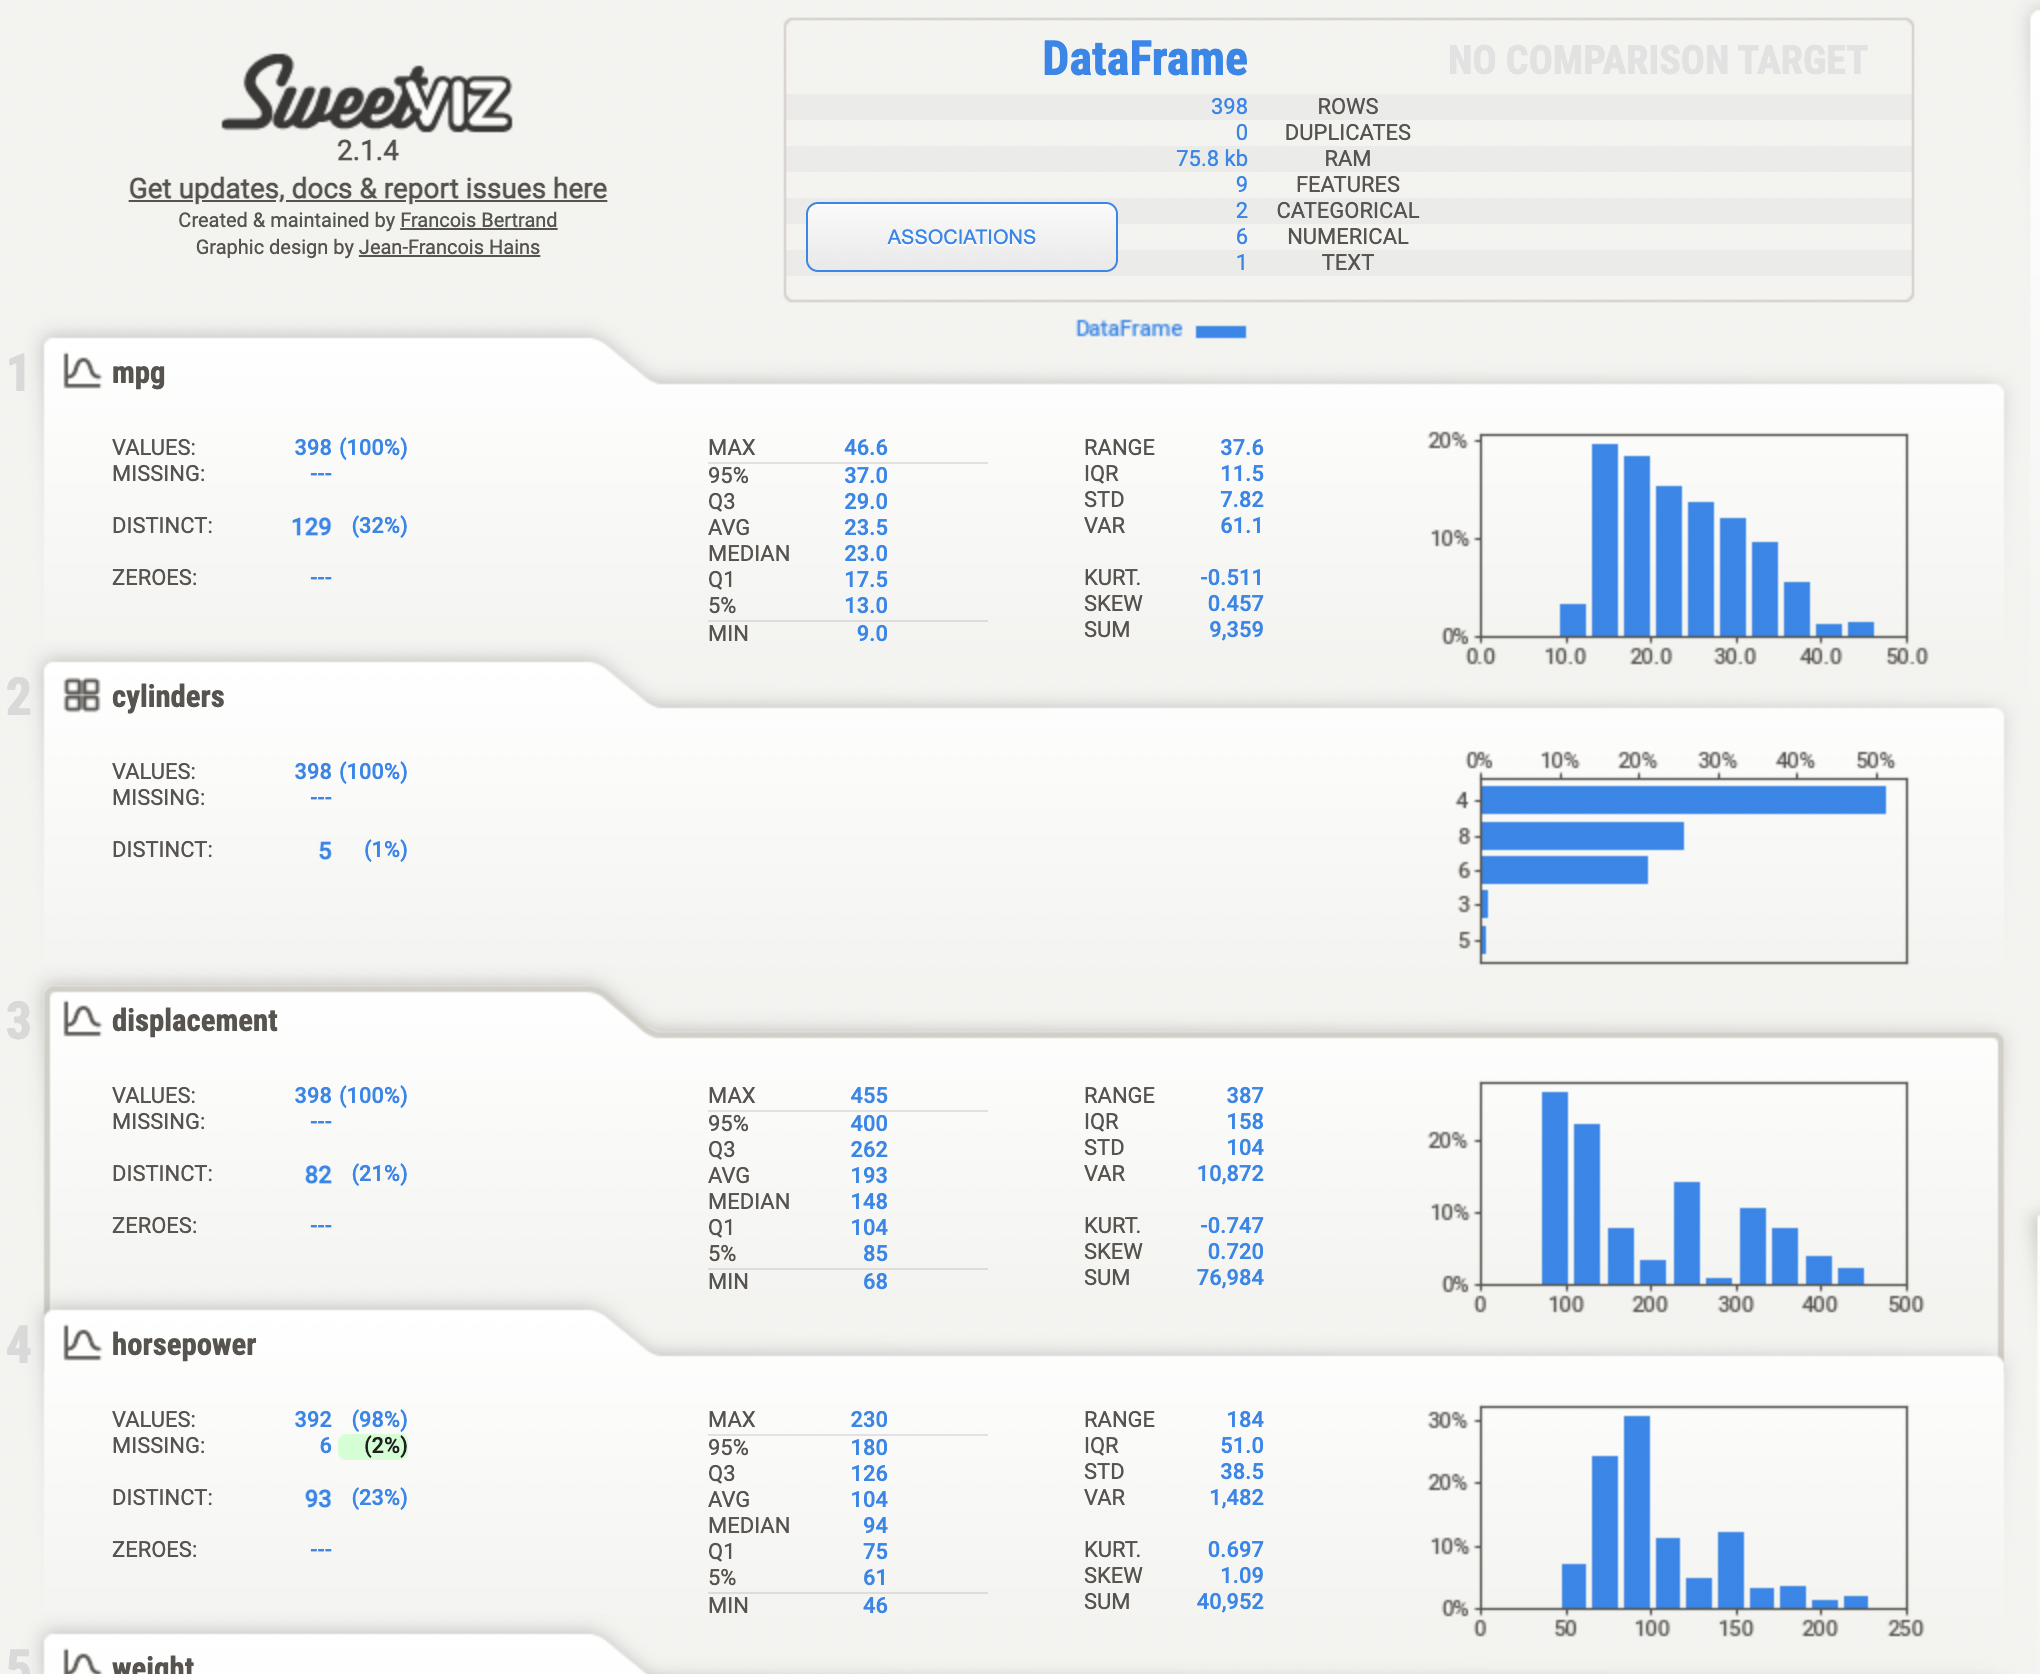 SweetVIZ
2.1.4
Get updates, docs & report issues here
Created & maintained by Francois Bertrand
Graphic design by Jean-Francois Hains
DataFrame NO COMPARISON TARGET
398 ROWS
0 DUPLICATES
75.8 kb RAM
9 FEATURES
2 CATEGORICAL
ASSOCIATIONS 6 NUMERICAL
1 TEXT
DataFrame
1 mpg
VALUES: 398 (100%)
MISSING: ---
DISTINCT: 129 (32%)
ZEROES: ---
MAX 46.6
95% 37.0
Q3 29.0
AVG 23.5
MEDIAN 23.0
Q1 17.5
5% 13.0
MIN 9.0
RANGE 37.6
IQR 11.5
STD 7.82
VAR 61.1
KURT. -0.511
SKEW 0.457
SUM 9,359
20%
10%
0%
0.0 10.0 20.0 30.0 40.0 50.0
2 cylinders
VALUES: 398 (100%)
MISSING: ---
DISTINCT: 5 (1%)
0% 10% 20% 30% 40% 50%
4
8
6
3
5
3 displacement
VALUES: 398 (100%)
MISSING: ---
DISTINCT: 82 (21%)
ZEROES: ---
MAX 455
95% 400
Q3 262
AVG 193
MEDIAN 148
Q1 104
5% 85
MIN 68
RANGE 387
IQR 158
STD 104
VAR 10,872
KURT. -0.747
SKEW 0.720
SUM 76,984
20%
10%
0%
0 100 200 300 400 500
4 horsepower
VALUES: 392 (98%)
MISSING: 6 (2%)
DISTINCT: 93 (23%)
ZEROES: ---
MAX 230
95% 180
Q3 126
AVG 104
MEDIAN 94
Q1 75
5% 61
MIN 46
RANGE 184
IQR 51.0
STD 38.5
VAR 1,482
KURT. 0.697
SKEW 1.09
SUM 40,952
30%
20%
10%
0%
0 50 100 150 200 250
5 weight